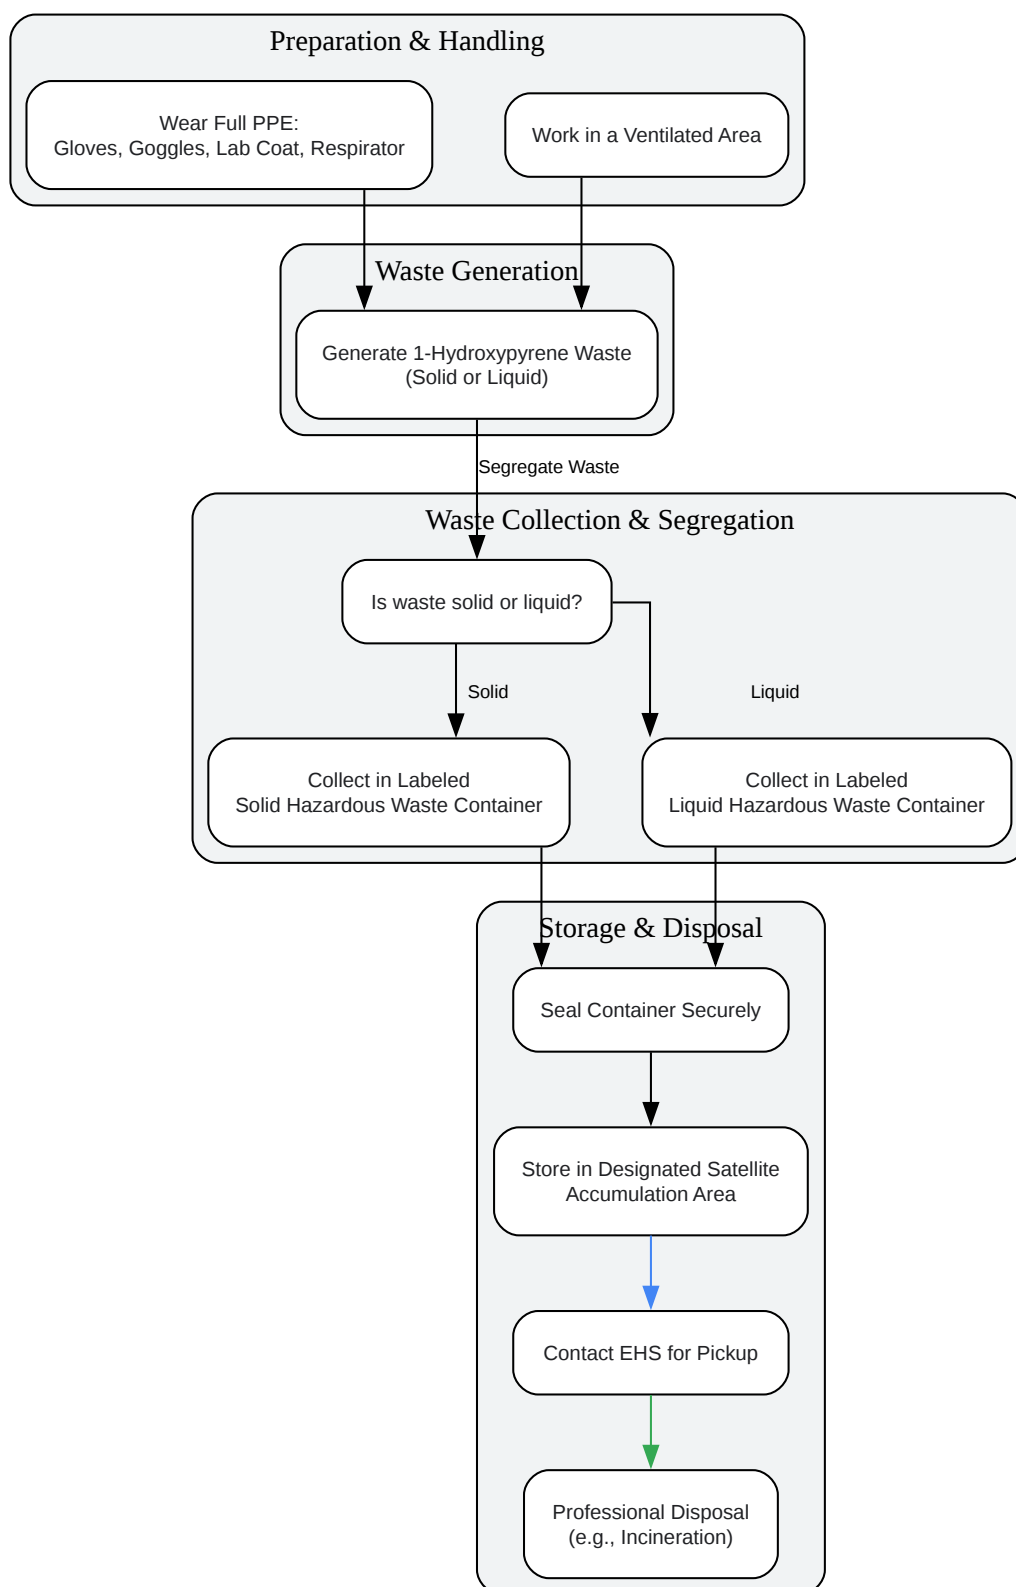 Preparation & Handling
Wear Full PPE:
Gloves, Goggles, Lab Coat, Respirator
Work in a Ventilated Area
Waste Generation
Generate 1-Hydroxypyrene Waste
(Solid or Liquid)
Segregate Waste
Waste Collection & Segregation
Is waste solid or liquid?
Solid
Liquid
Collect in Labeled
Solid Hazardous Waste Container
Collect in Labeled
Liquid Hazardous Waste Container
Storage & Disposal
Seal Container Securely
Store in Designated Satellite
Accumulation Area
Contact EHS for Pickup
Professional Disposal
(e.g., Incineration)